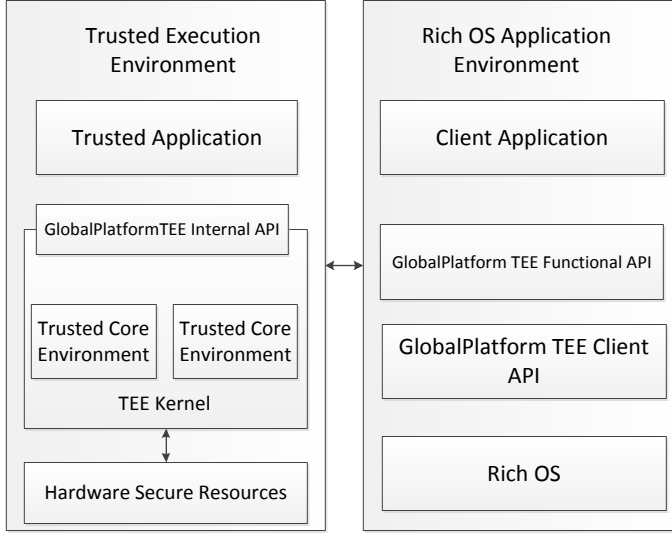 Trusted Execution
Environment
Trusted Application
GlobalPlatformTEE Internal API
Trusted Core
Environment
Trusted Core
Environment
TEE Kernel
Hardware Secure Resources
Rich OS Application
Environment
Client Application
GlobalPlatform TEE Functional API
GlobalPlatform TEE Client
API
Rich OS